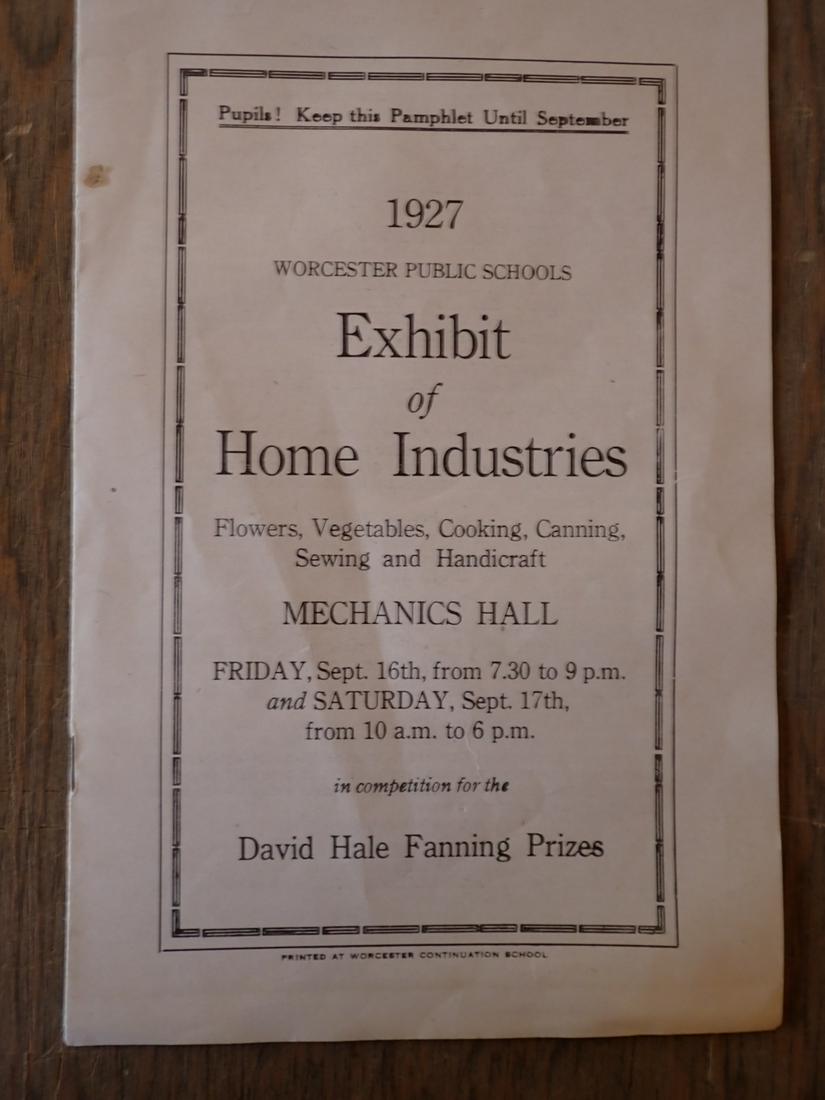 Pupils! Keep this Pamphlet Until September
1927
WORCESTER PUBLIC SCHOOLS
Exhibit
of
Home Industries
Flowers, Vegetables, Cooking, Canning,
Sewing and Handicraft
MECHANICS HALL
FRIDAY, Sept. 16th, from 7.30 to 9 p.m.
and SATURDAY, Sept. 17th,
from 10 a.m. to 6 p.m.
in competition for the
David Hale Fanning Prizes
PRINTED AT WORCESTER CONTINUATION SCHOOL